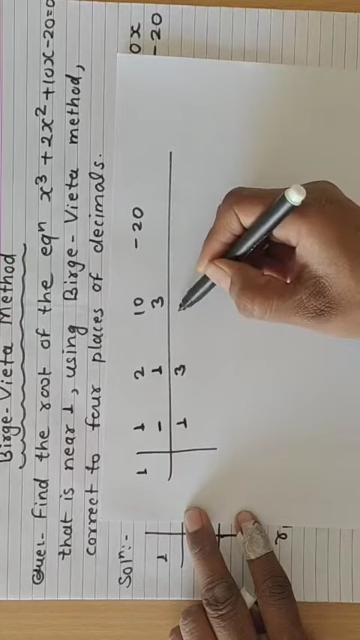 Birge-Vieta Method
Que:- Find the root of the eqn x³ + 2x² + 10x - 20 = 0
that is near 1, using Birge-Vieta method,
correct to four places of decimals.
Soln:-
0x
-20
1 1 2 10 -20
- 1 3
1 3
1